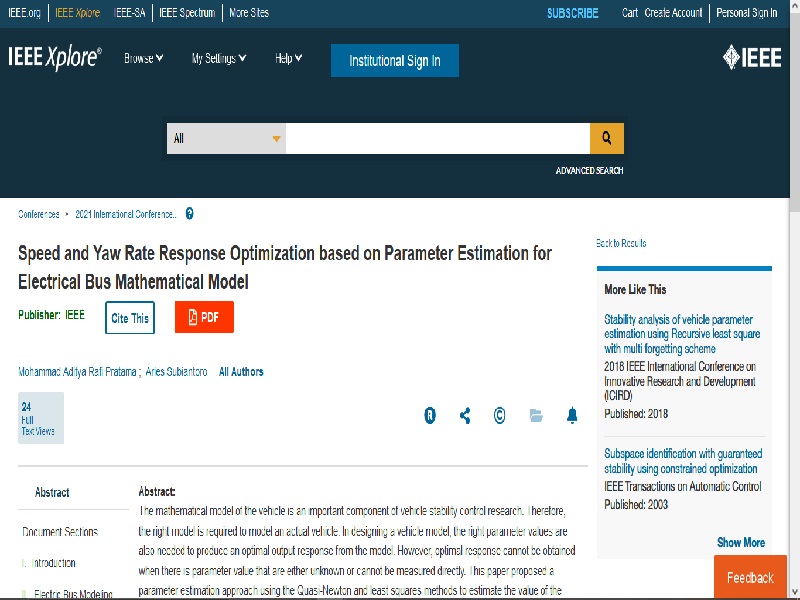 IEEE.org IEEE Xplore IEEE-SA IEEE Spectrum More Sites SUBSCRIBE Cart Create Account Personal Sign In
IEEE Xplore® Browse My Settings Help Institutional Sign In IEEE
All
ADVANCED SEARCH
Conferences > 2021 International Conference...
Back to Results
Speed and Yaw Rate Response Optimization based on Parameter Estimation for
Electrical Bus Mathematical Model
Publisher: IEEE Cite This PDF
Mohammad Aditya Rafi Pratama ; Aries Subiantoro All Authors
24
Full
Text Views
R
©
More Like This
Stability analysis of vehicle parameter
estimation using Recursive least square
with multi forgetting scheme
2018 IEEE International Conference on
Innovative Research and Development
(ICIRD)
Published: 2018
Subspace identification with guaranteed
stability using constrained optimization
IEEE Transactions on Automatic Control
Published: 2003
Show More
Feedback
Abstract
Document Sections
I. Introduction
II. Electric Bus Modeling
Abstract:
The mathematical model of the vehicle is an important component of vehicle stability control research. Therefore,
the right model is required to model an actual vehicle. In designing a vehicle model, the right parameter values are
also needed to produce an optimal output response from the model. However, optimal response cannot be obtained
when there is parameter value that are either unknown or cannot be measured directly. This paper proposed a
parameter estimation approach using the Quasi-Newton and least squares methods to estimate the value of the